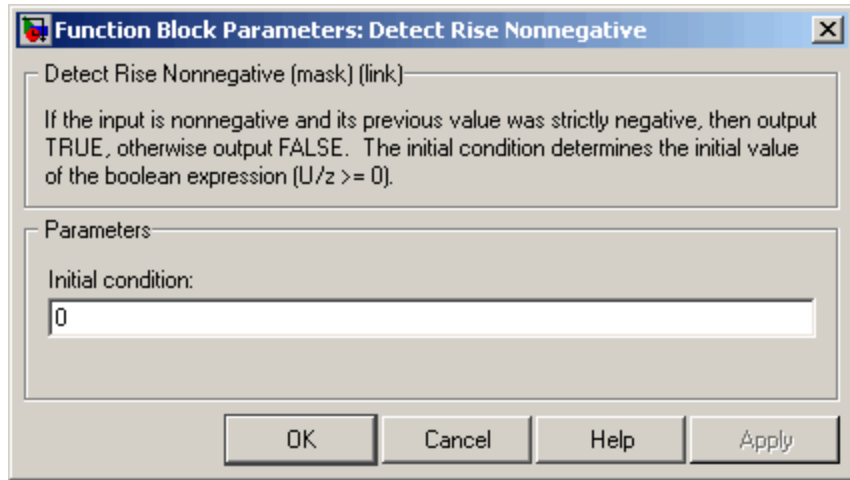 Function Block Parameters: Detect Rise Nonnegative
Detect Rise Nonnegative (mask) (link)
If the input is nonnegative and its previous value was strictly negative, then output
TRUE, otherwise output FALSE.  The initial condition determines the initial value
of the boolean expression (U/z >= 0).
Parameters
Initial condition:
0
OK Cancel Help Apply